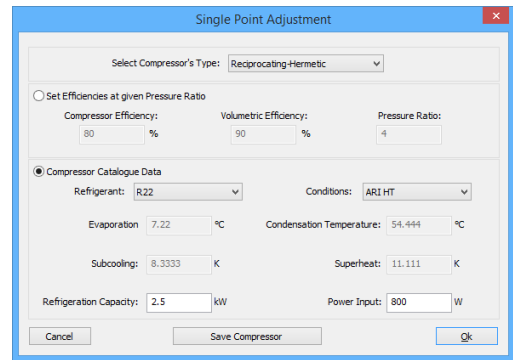 Single Point Adjustment
Select Compressor's Type: Reciprocating-Hermetic
Set Efficiencies at given Pressure Ratio
Compressor Efficiency: Volumetric Efficiency: Pressure Ratio:
80 % 90 % 4
Compressor Catalogue Data
Refrigerant: R22 Conditions: ARI HT
Evaporation 7.22 ºC Condensation Temperature: 54.444 ºC
Subcooling: 8.3333 K Superheat: 11.111 K
Refrigeration Capacity: 2.5 kW Power Input: 800 W
Cancel Save Compressor Ok